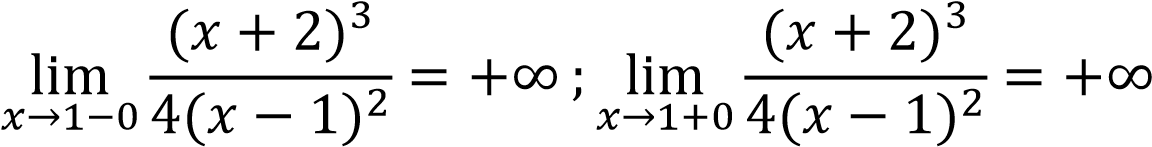 lim_{x→1−0} (x + 2)³ / 4(x − 1)² = +∞ ; lim_{x→1+0} (x + 2)³ / 4(x − 1)² = +∞